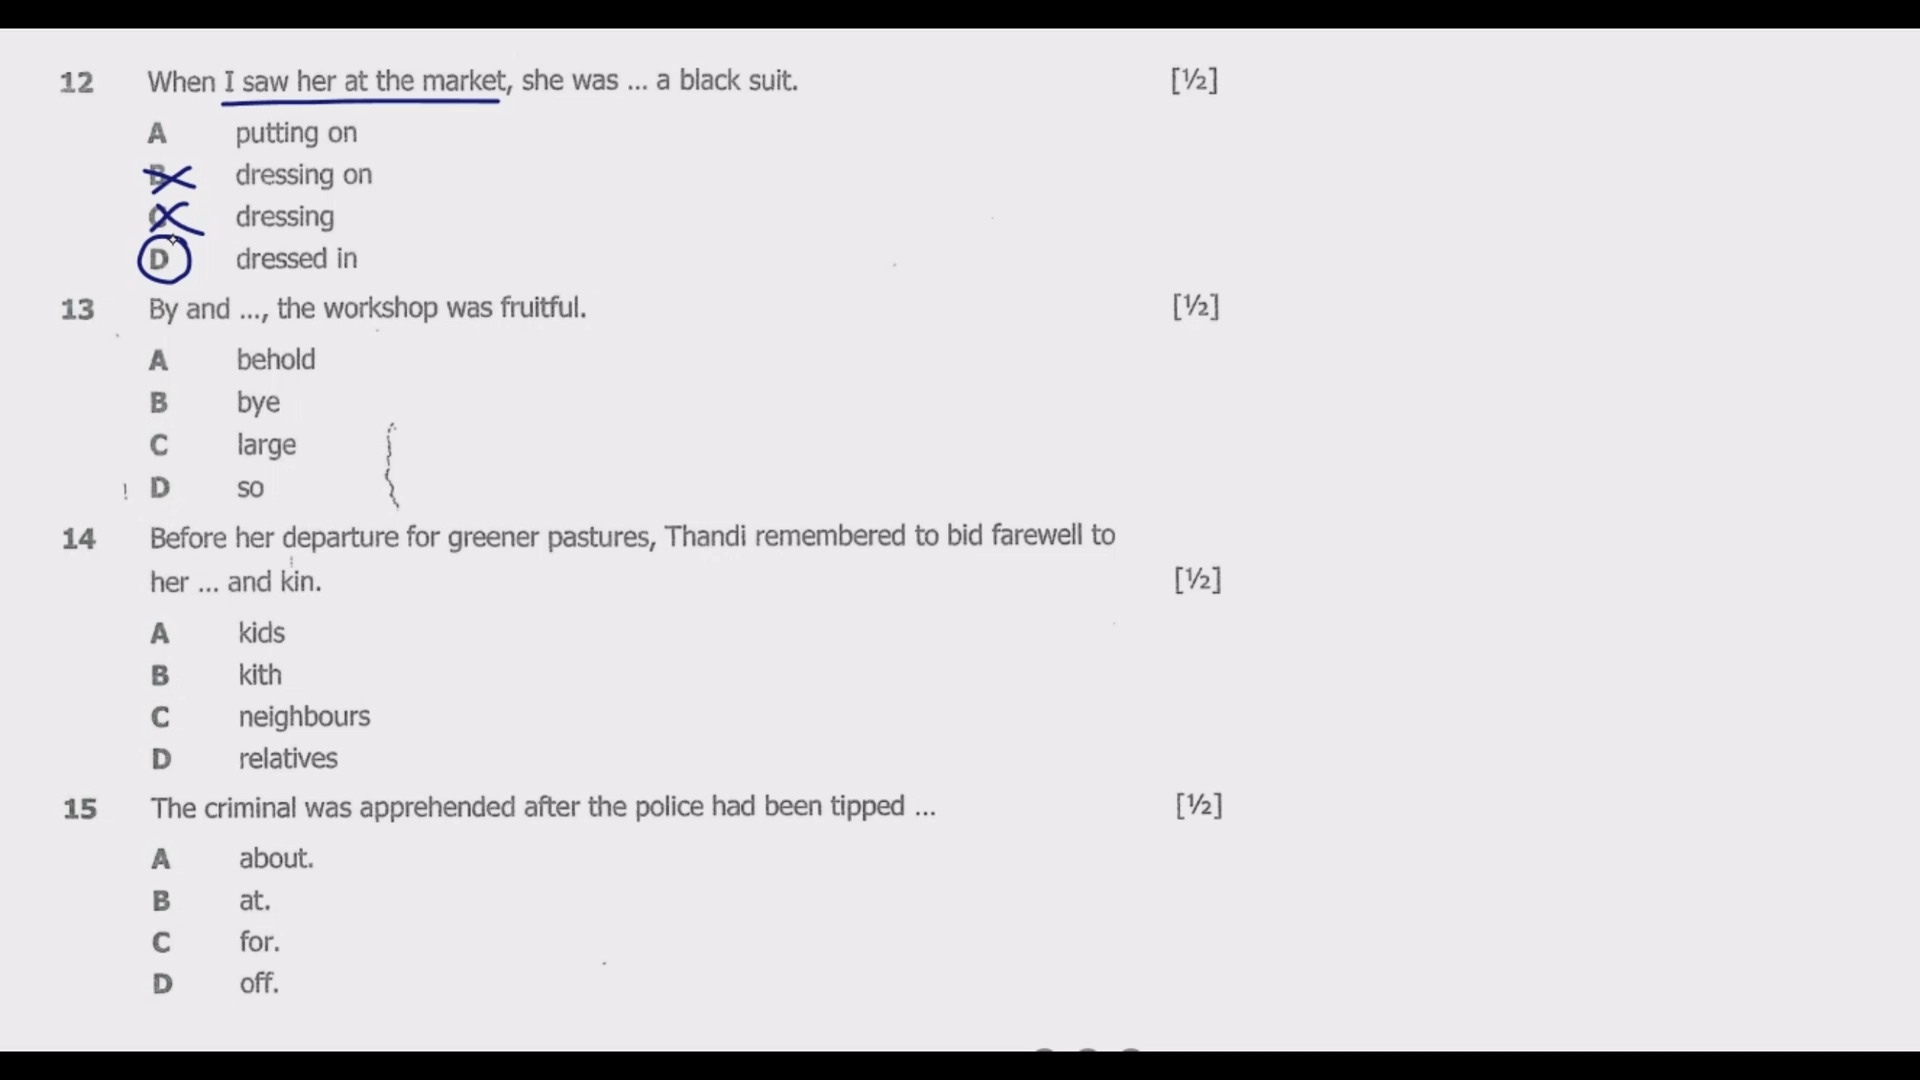 12 When I saw her at the market, she was ... a black suit. [½]
A putting on
B dressing on
C dressing
D dressed in
13 By and ..., the workshop was fruitful. [½]
A behold
B bye
C large
D so
14 Before her departure for greener pastures, Thandi remembered to bid farewell to
her ... and kin. [½]
A kids
B kith
C neighbours
D relatives
15 The criminal was apprehended after the police had been tipped ... [½]
A about.
B at.
C for.
D off.